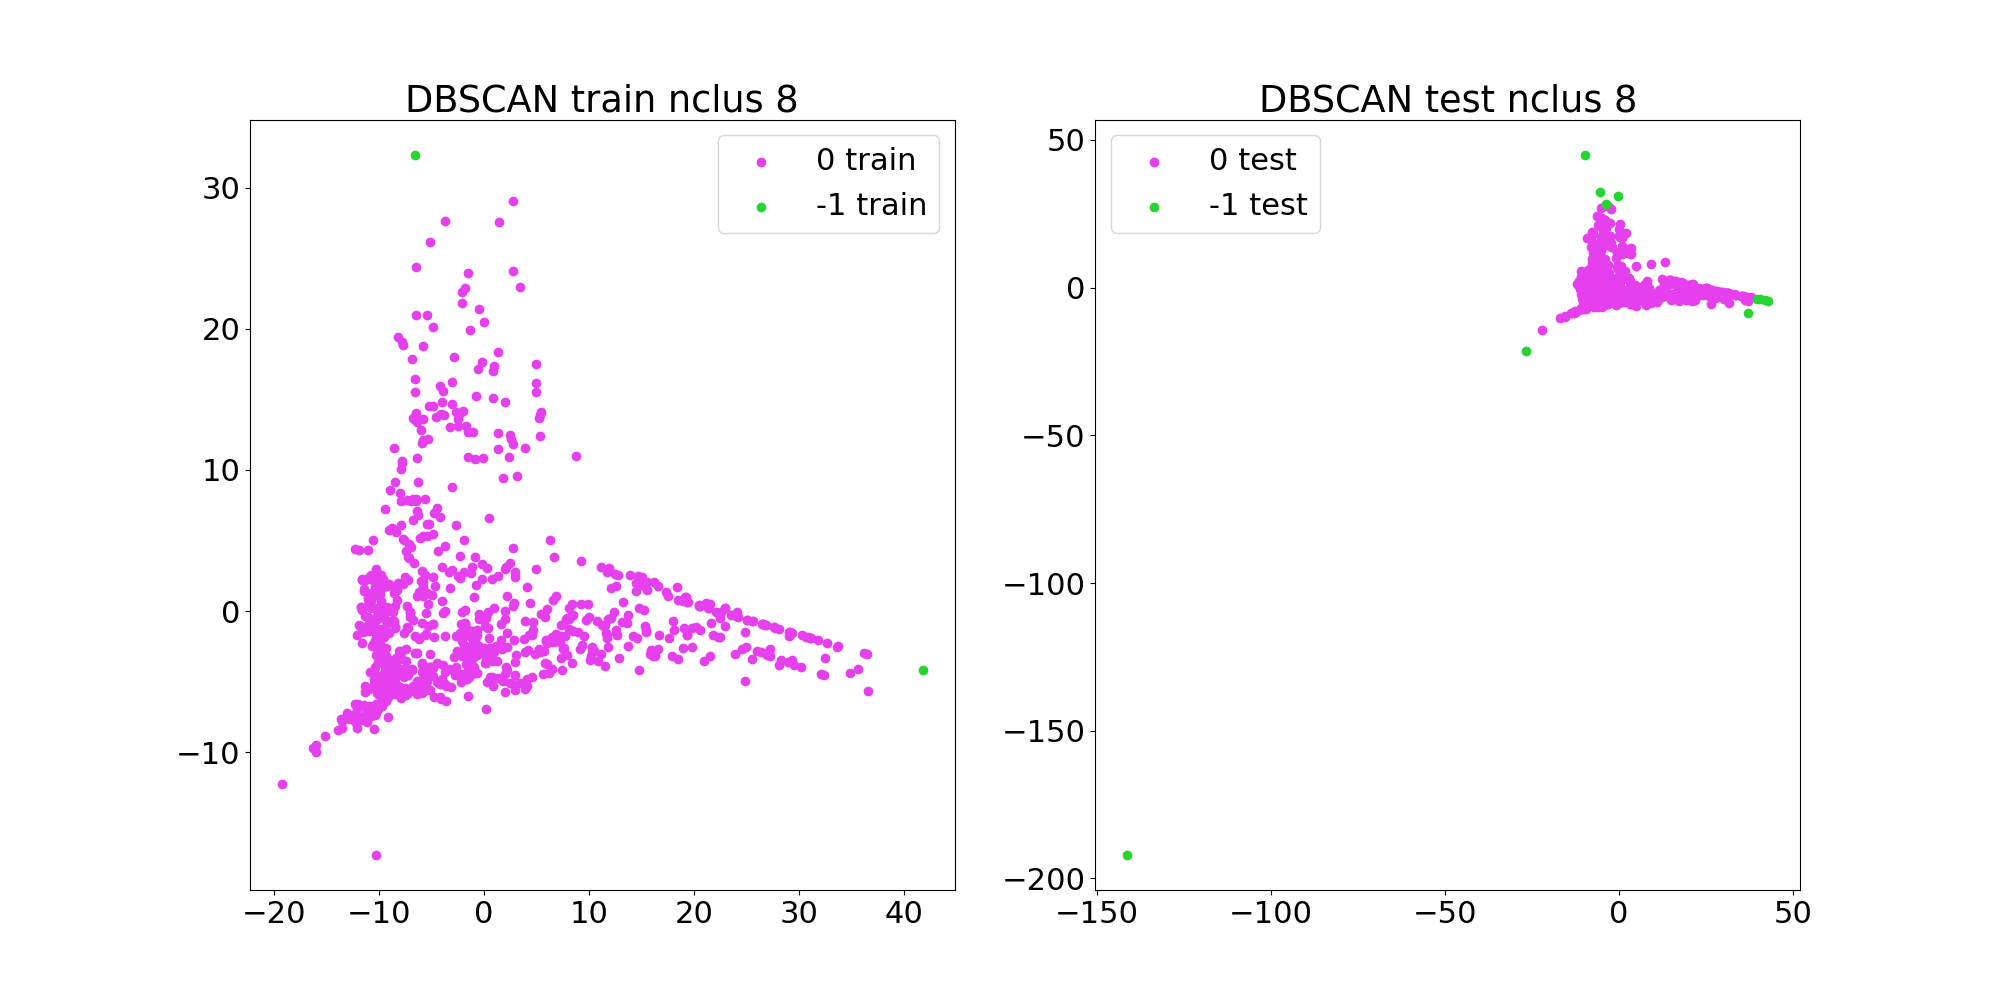 DBSCAN train nclus 8
0 train
-1 train
30
20
10
0
−10
−20 −10 0 10 20 30 40
DBSCAN test nclus 8
0 test
-1 test
50
0
−50
−100
−150
−200
−150 −100 −50 0 50